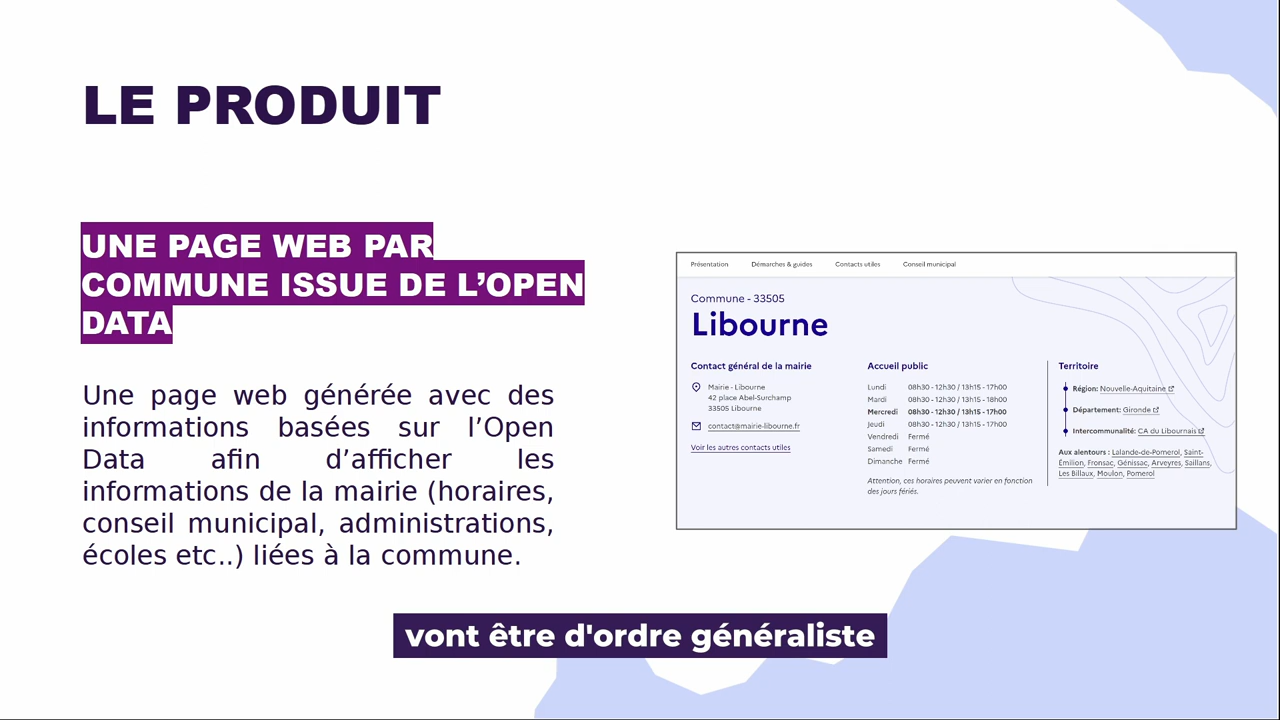 LE PRODUIT
UNE PAGE WEB PAR
COMMUNE ISSUE DE L’OPEN
DATA
Une page web générée avec des
informations basées sur l’Open
Data afin d’afficher les
informations de la mairie (horaires,
conseil municipal, administrations,
écoles etc..) liées à la commune.
Présentation Démarches & guides Contacts utiles Conseil municipal
Commune - 33505
Libourne
Contact général de la mairie
Mairie - Libourne
42 place Abel-Surchamp
33505 Libourne
contact@mairie-libourne.fr
Voir les autres contacts utiles
Accueil public
Lundi 08h30 - 12h30 / 13h15 - 17h00
Mardi 08h30 - 12h30 / 13h15 - 18h00
Mercredi 08h30 - 12h30 / 13h15 - 17h00
Jeudi 08h30 - 12h30 / 13h15 - 17h00
Vendredi Fermé
Samedi Fermé
Dimanche Fermé
Attention, ces horaires peuvent varier en fonction
des jours fériés.
Territoire
Région: Nouvelle-Aquitaine
Département: Gironde
Intercommunalité: CA du Libournais
Aux alentours : Lalande-de-Pomerol, Saint-
Émilion, Fronsac, Génissac, Arveyres, Saillans,
Les Billaux, Moulon, Pomerol
vont être d'ordre généraliste